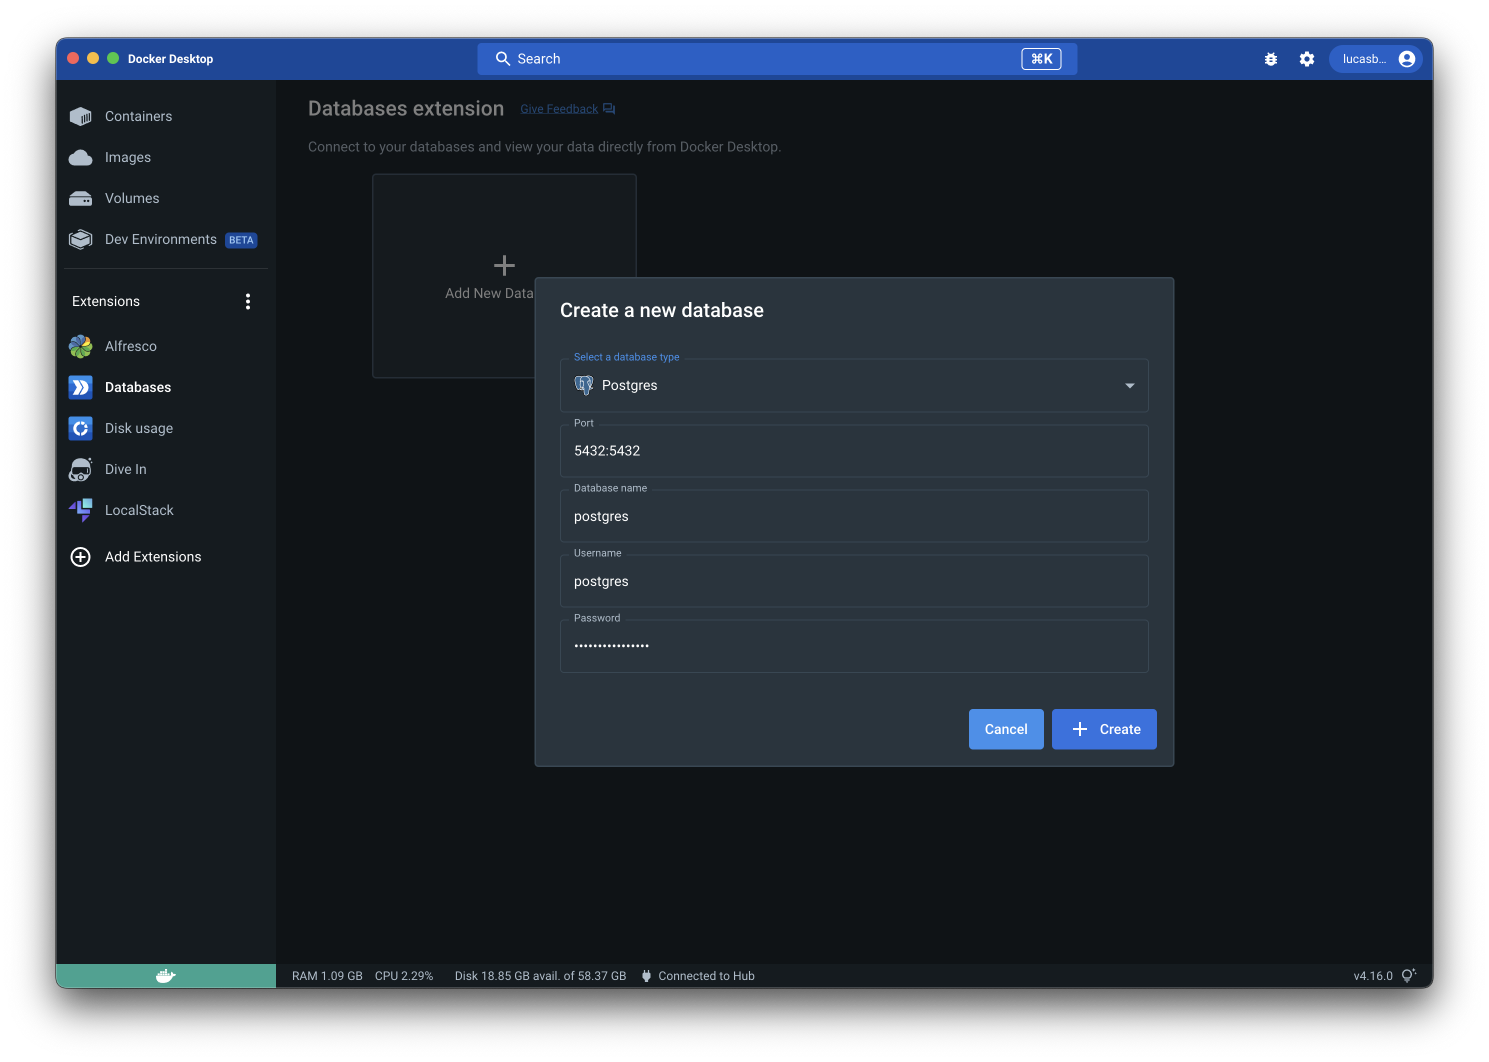 Docker Desktop
Search
⌘K
lucasb...
Containers
Images
Volumes
Dev Environments BETA
Extensions
Alfresco
Databases
Disk usage
Dive In
LocalStack
Add Extensions
Databases extension Give Feedback
Connect to your databases and view your data directly from Docker Desktop.
Add New Data
Create a new database
Select a database type
Postgres
Port
5432:5432
Database name
postgres
Username
postgres
Password
••••••••••••••••
Cancel
Create
RAM 1.09 GB CPU 2.29% Disk 18.85 GB avail. of 58.37 GB Connected to Hub
v4.16.0